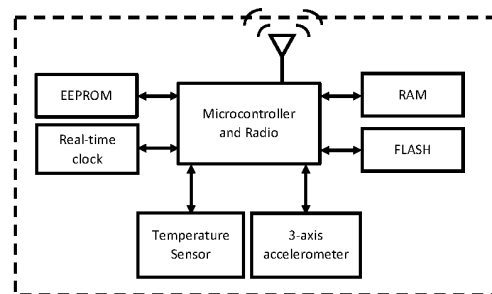 EEPROM
Real-time
clock
Microcontroller
and Radio
RAM
FLASH
Temperature
Sensor
3-axis
accelerometer